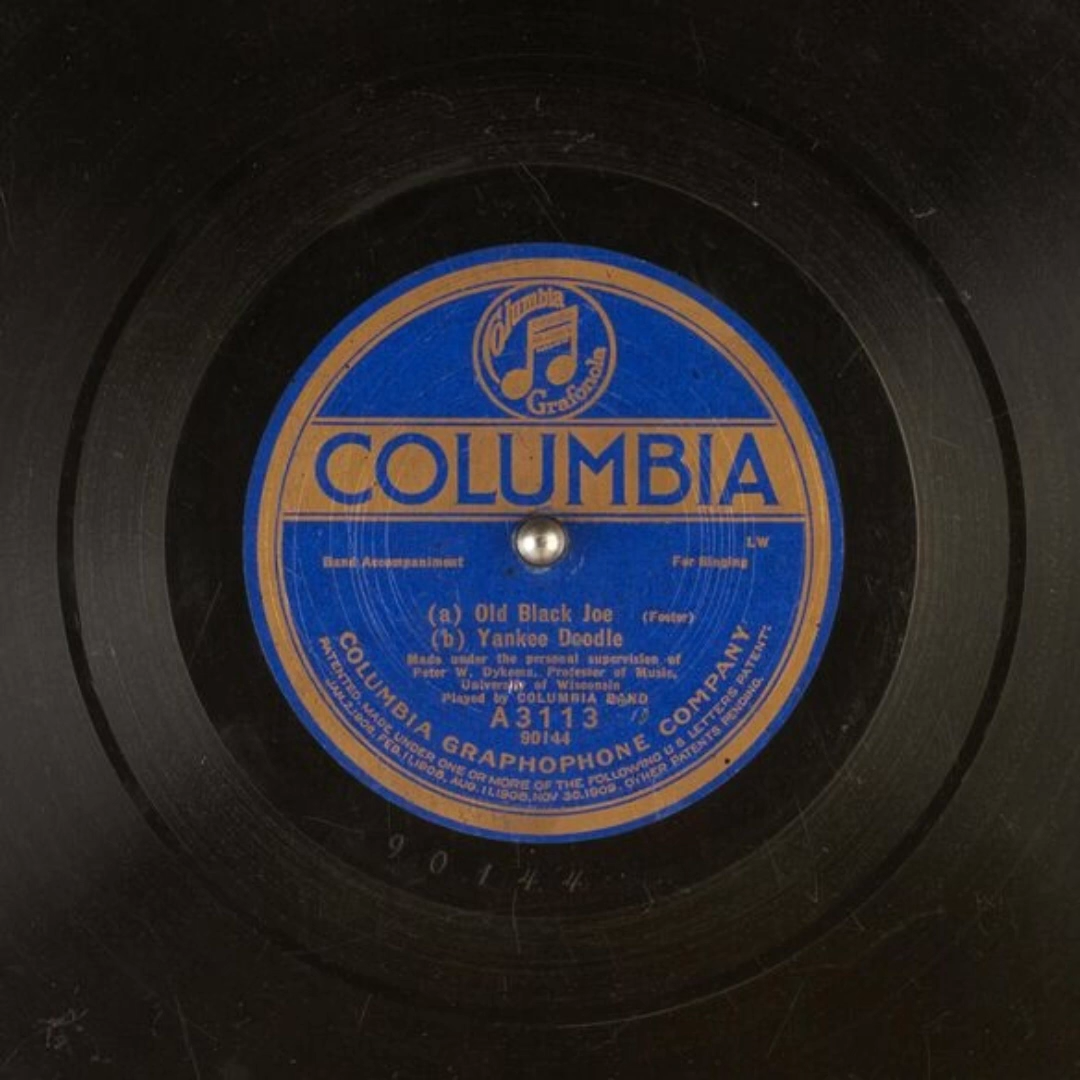 Columbia
Grafonola
COLUMBIA
LW
Band Accompaniment For Singing
(a) Old Black Joe (Foster)
(b) Yankee Doodle
Made under the personal supervision of
Peter W. Dykema, Professor of Music,
University of Wisconsin
Played by COLUMBIA BAND
A3113
90144
COLUMBIA GRAPHOPHONE COMPANY
PATENTED, MADE UNDER ONE OR MORE OF THE FOLLOWING U S LETTERS PATENT:
JAN.2,1906, FEB.11,1908, AUG.11,1908, NOV 30,1909. OTHER PATENTS PENDING.
90144